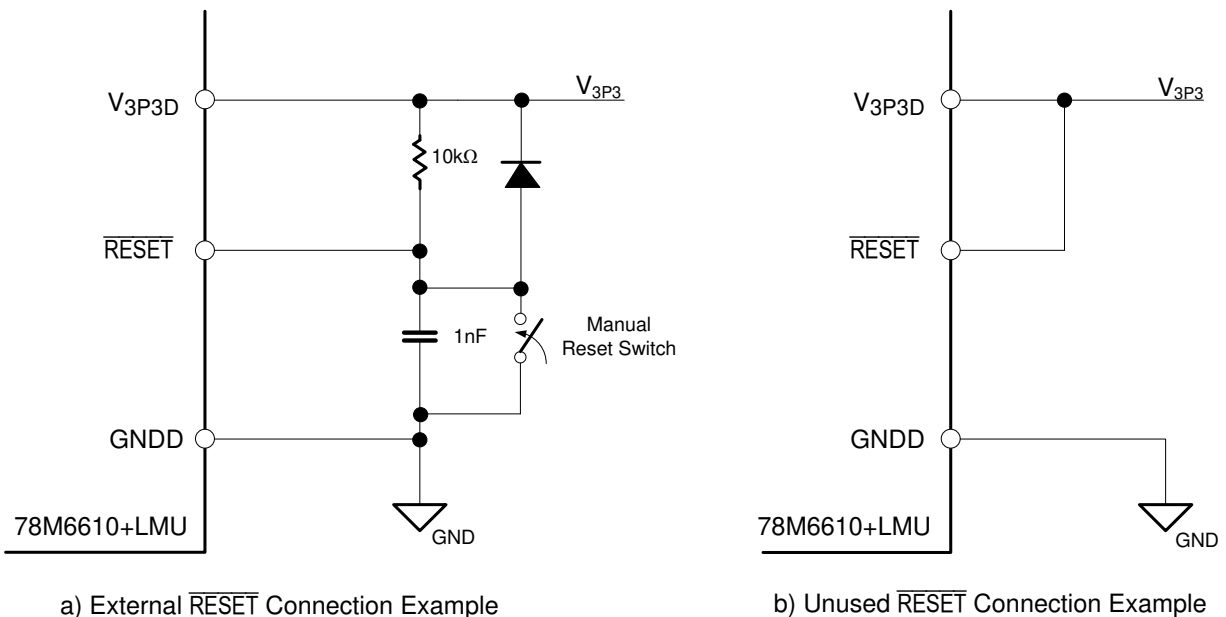 V3P3D
V3P3
10kΩ
RESET
1nF
Manual
Reset Switch
GNDD
78M6610+LMU
GND
a) External RESET Connection Example
V3P3D
V3P3
RESET
GNDD
78M6610+LMU
GND
b) Unused RESET Connection Example